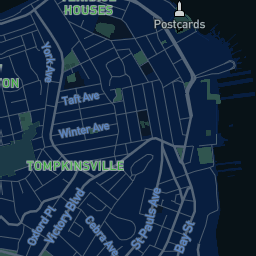 HOUSES
Postcards
York Ave
TON
Taft Ave
Winter Ave
TOMPKINSVILLE
Oxford Pl
Victory Blvd
Cebra Ave
St Pauls Ave
Bay St